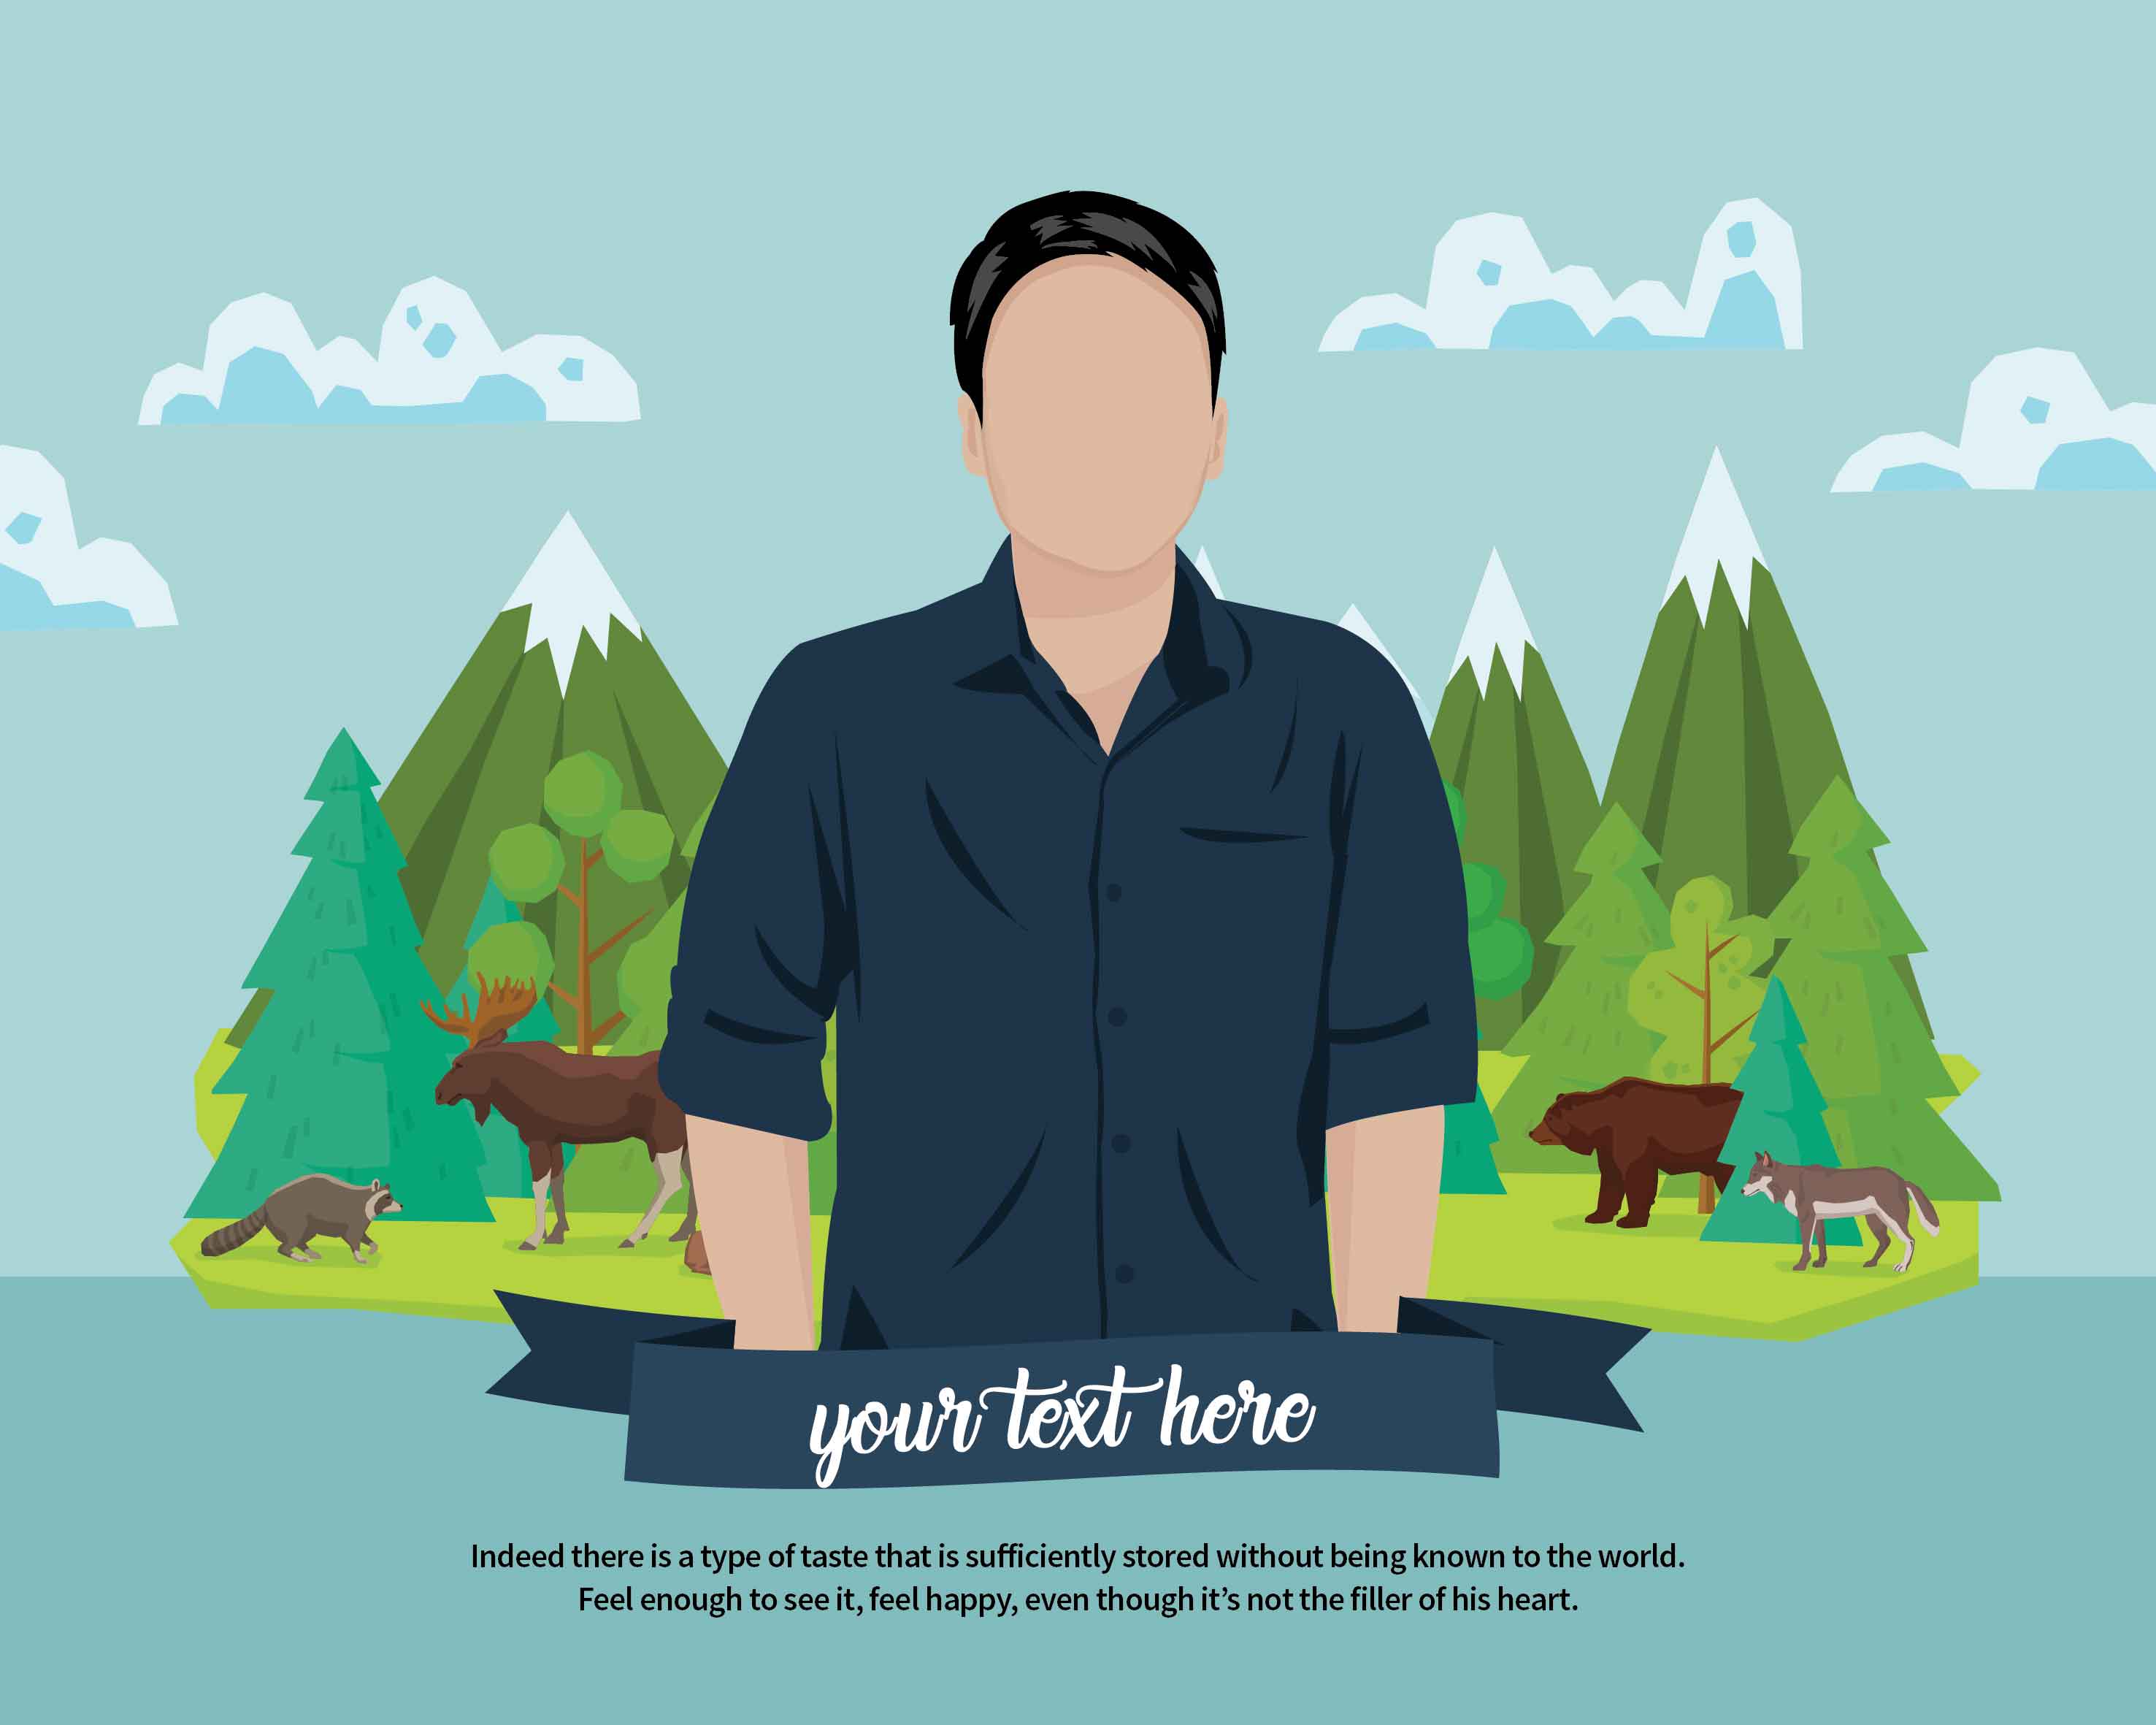 your text here
Indeed there is a type of taste that is sufficiently stored without being known to the world.
Feel enough to see it, feel happy, even though it’s not the filler of his heart.